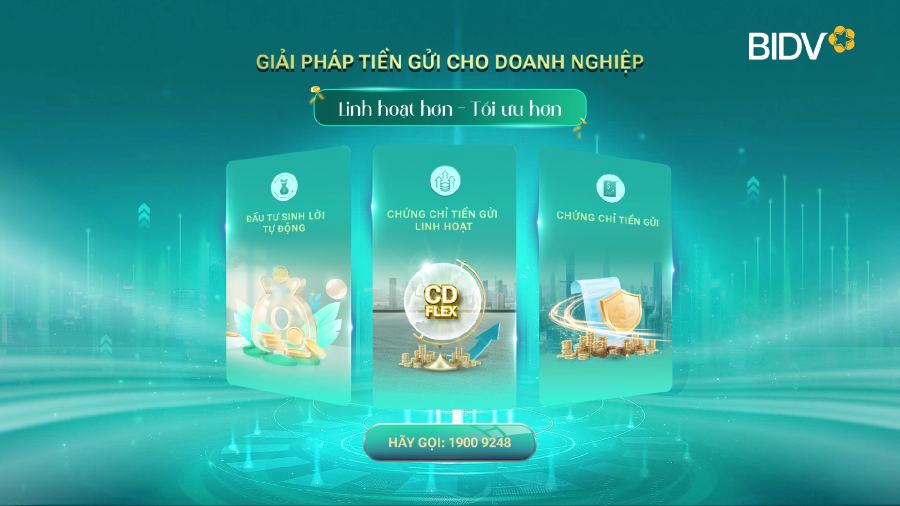 BIDV
GIẢI PHÁP TIỀN GỬI CHO DOANH NGHIỆP
Linh hoạt hơn - Tối ưu hơn
ĐẦU TƯ SINH LỜI
TỰ ĐỘNG
CHỨNG CHỈ TIỀN GỬI
LINH HOẠT
CD
FLEX
CHỨNG CHỈ TIỀN GỬI
HÃY GỌI: 1900 9248